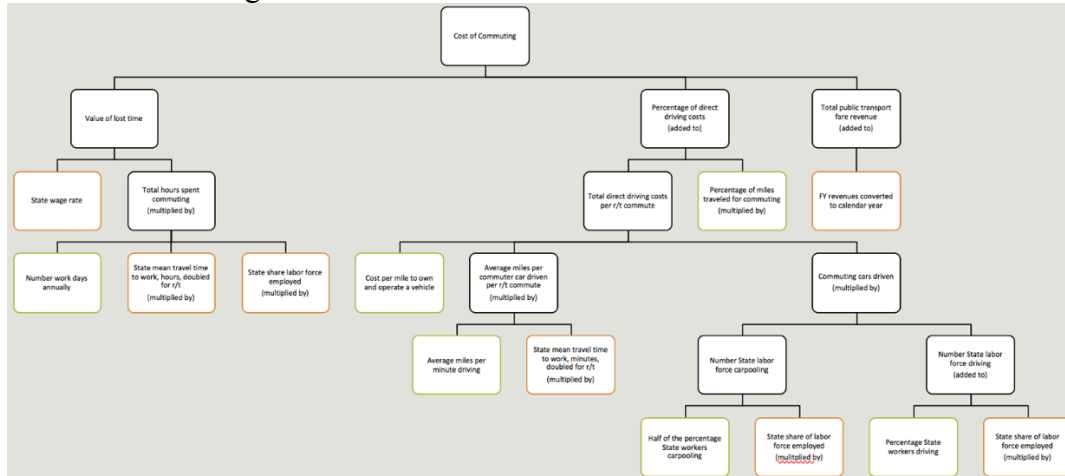 Cost of Commuting
Value of lost time
Percentage of direct
driving costs
(added to)
Total public transport
fare revenue
(added to)
State wage rate
Total hours spent
commuting
(multiplied by)
Total direct driving costs
per r/t commute
Percentage of miles
traveled for commuting
(multiplied by)
FY revenues converted
to calendar year
Number work days
annually
State mean travel time
to work, hours, doubled
for r/t
(multiplied by)
State share labor force
employed
(multiplied by)
Cost per mile to own
and operate a vehicle
Average miles per
commuter car driven
per r/t commute
(multiplied by)
Commuting cars driven
(multiplied by)
Average miles per
minute driving
State mean travel time
to work, minutes,
doubled for r/t
(multiplied by)
Number State labor
force carpooling
Number State labor
force driving
(added to)
Half of the percentage
State workers
carpooling
State share of labor
force employed
(mulitplied by)
Percentage State
workers driving
State share of labor
force employed
(multiplied by)